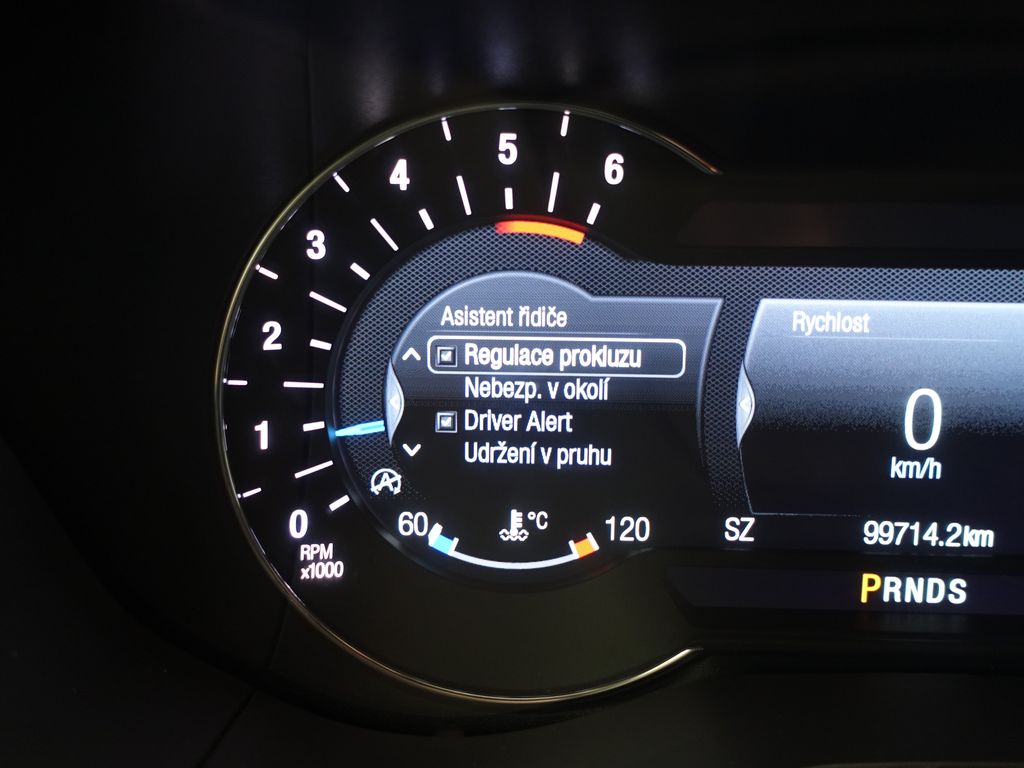 5
4
6
3
2
1
0
RPM
x1000
Asistent řidiče
Regulace prokluzu
Nebezp. v okolí
Driver Alert
Udržení v pruhu
A
60
°C
120
Rychlost
0
km/h
SZ
99714.2km
PRNDS